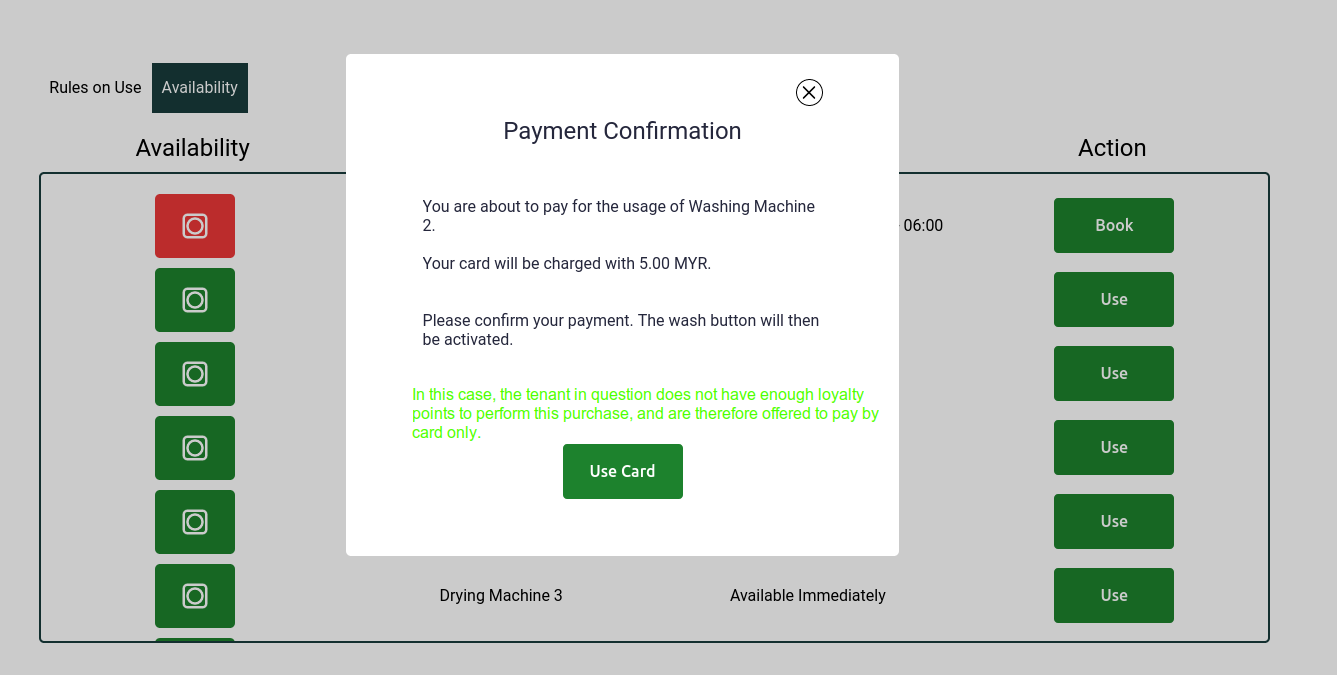 Rules on Use
Availability
Availability
Action
Payment Confirmation
You are about to pay for the usage of Washing Machine
2.
Your card will be charged with 5.00 MYR.
Please confirm your payment. The wash button will then
be activated.
In this case, the tenant in question does not have enough loyalty
points to perform this purchase, and are therefore offered to pay by
card only.
Use Card
06:00
Book
Use
Use
Use
Use
Drying Machine 3
Available Immediately
Use